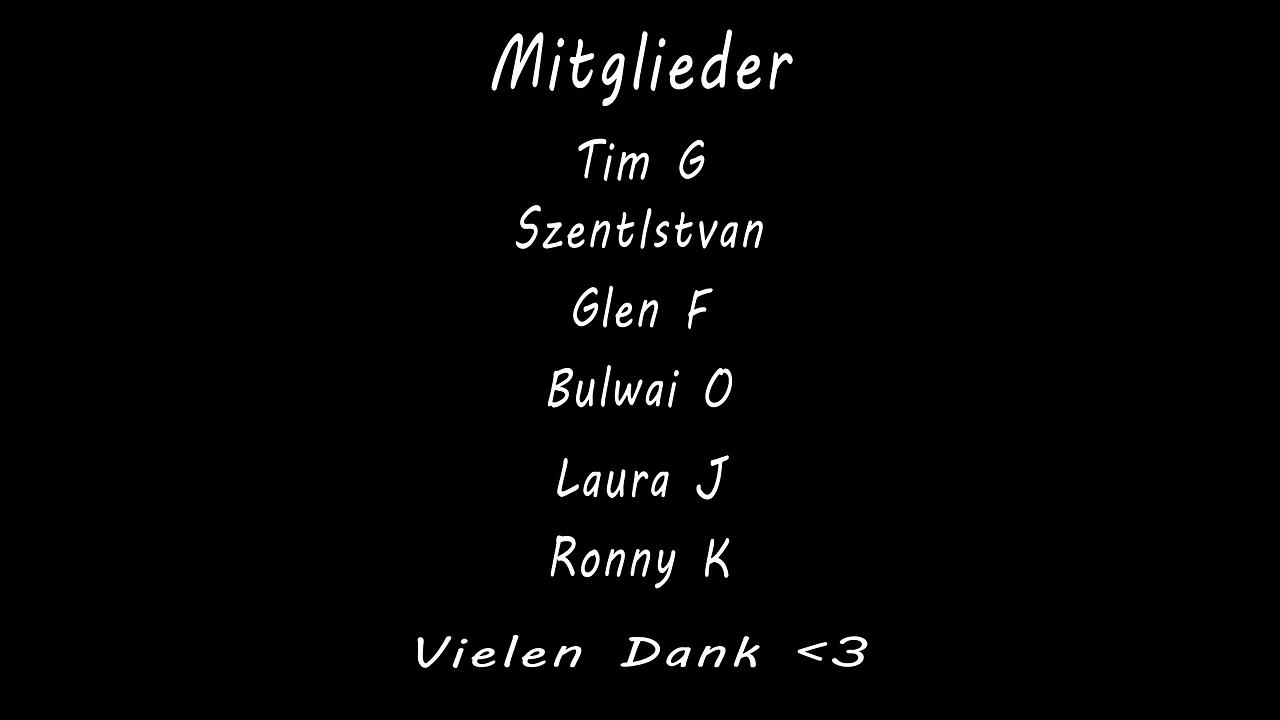 Mitglieder
Tim G
SzentIstvan
Glen F
Bulwai O
Laura J
Ronny K
Vielen Dank <3